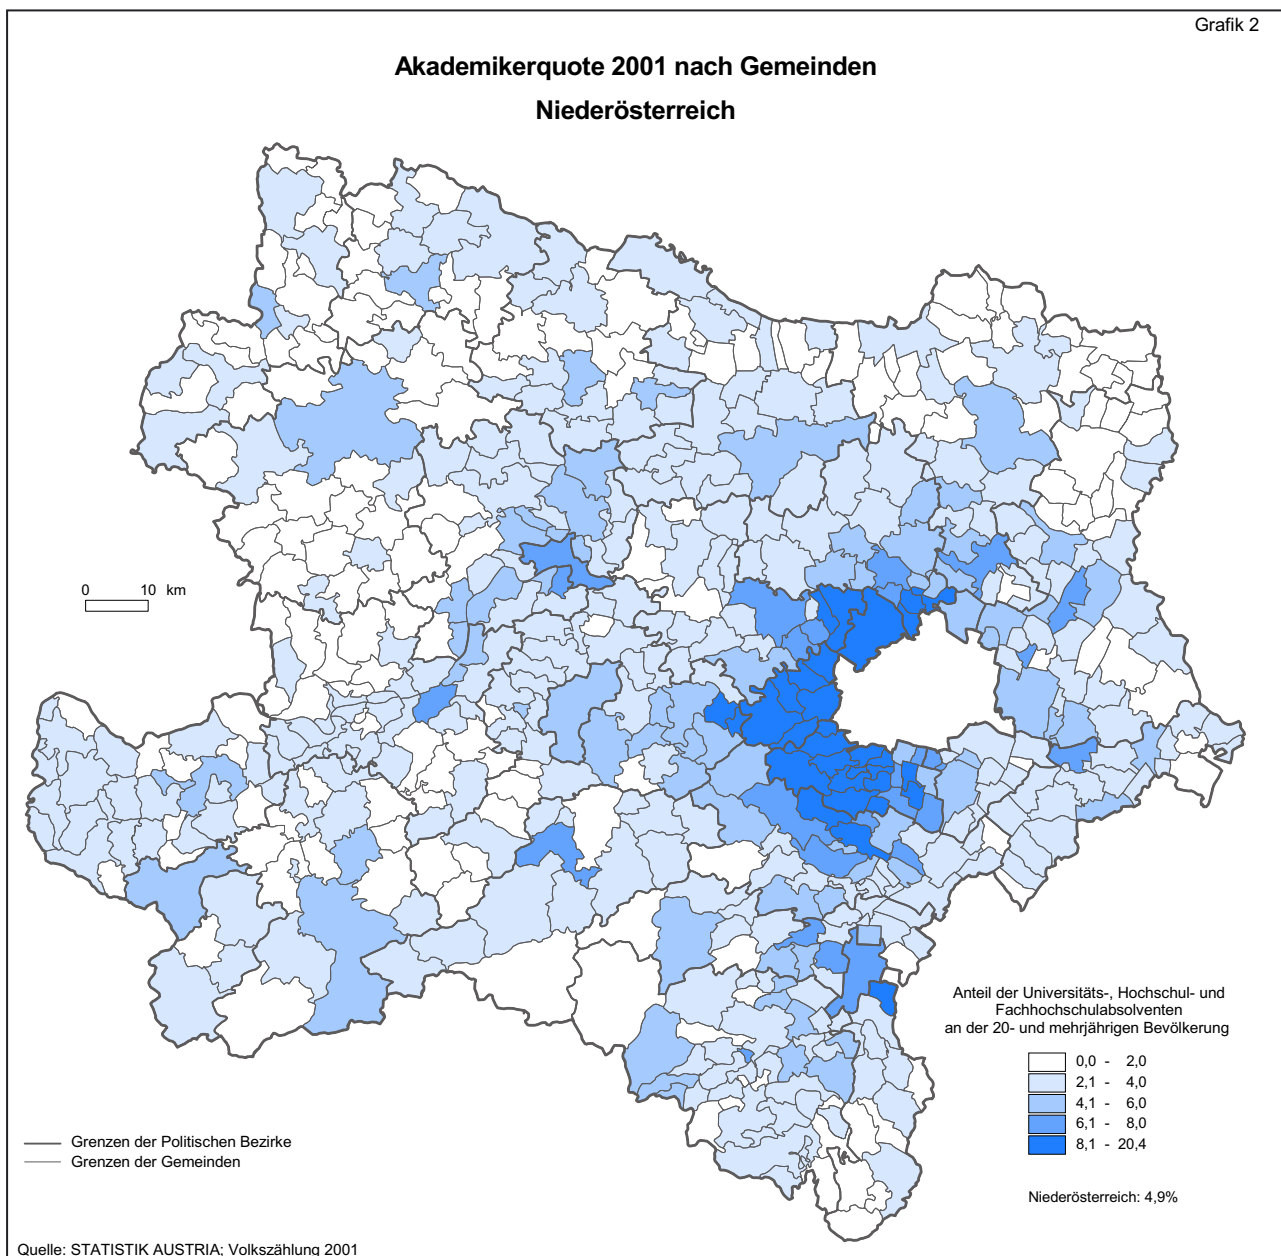 Grafik 2
Akademikerquote 2001 nach Gemeinden
Niederösterreich
0 10 km
Anteil der Universitäts-, Hochschul- und
Fachhochschulabsolventen
an der 20- und mehrjährigen Bevölkerung
0,0 - 2,0
2,1 - 4,0
4,1 - 6,0
6,1 - 8,0
8,1 - 20,4
Niederösterreich: 4,9%
Grenzen der Politischen Bezirke
Grenzen der Gemeinden
Quelle: STATISTIK AUSTRIA; Volkszählung 2001